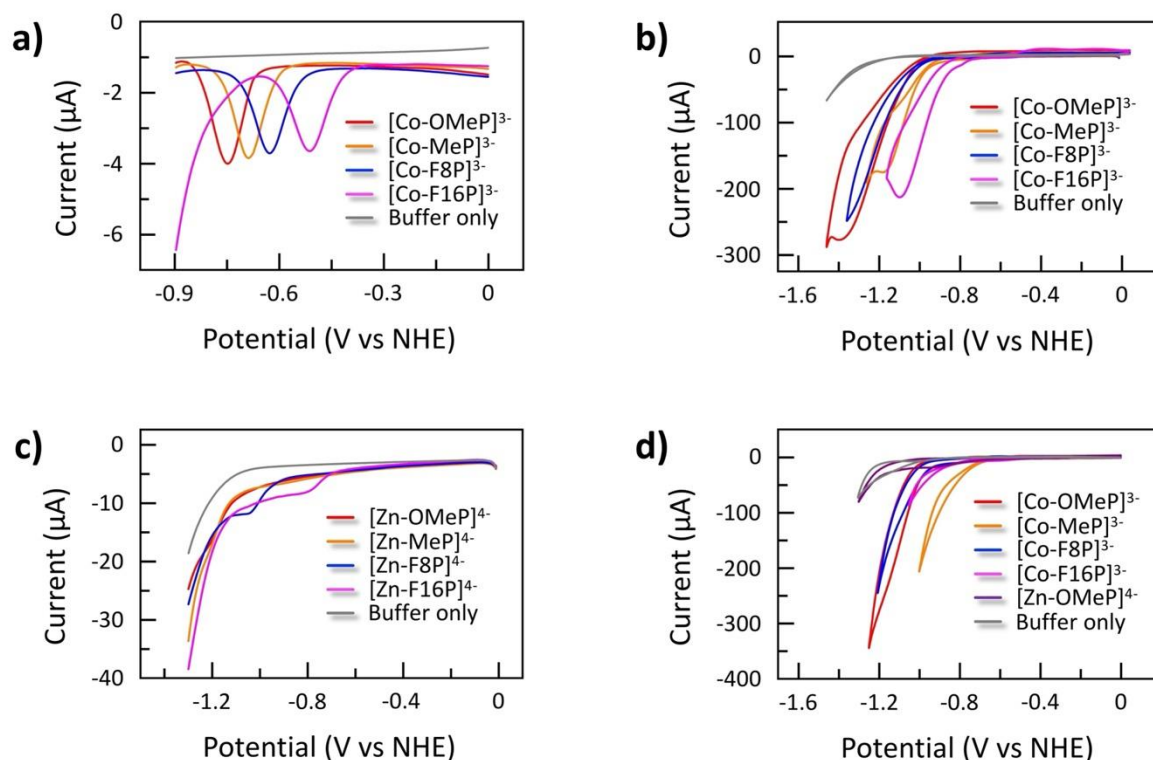 a)
0
-2
-4
-6
Current (µA)
-0.9
-0.6
-0.3
0
Potential (V vs NHE)
[Co-OMeP]³⁻
[Co-MeP]³⁻
[Co-F8P]³⁻
[Co-F16P]³⁻
Buffer only
b)
0
-100
-200
-300
Current (µA)
-1.6
-1.2
-0.8
-0.4
0
Potential (V vs NHE)
[Co-OMeP]³⁻
[Co-MeP]³⁻
[Co-F8P]³⁻
[Co-F16P]³⁻
Buffer only
c)
0
-10
-20
-30
-40
Current (µA)
-1.2
-0.8
-0.4
0
Potential (V vs NHE)
[Zn-OMeP]⁴⁻
[Zn-MeP]⁴⁻
[Zn-F8P]⁴⁻
[Zn-F16P]⁴⁻
Buffer only
d)
0
-100
-200
-300
-400
Current (µA)
-1.6
-1.2
-0.8
-0.4
0
Potential (V vs NHE)
[Co-OMeP]³⁻
[Co-MeP]³⁻
[Co-F8P]³⁻
[Co-F16P]³⁻
[Zn-OMeP]⁴⁻
Buffer only